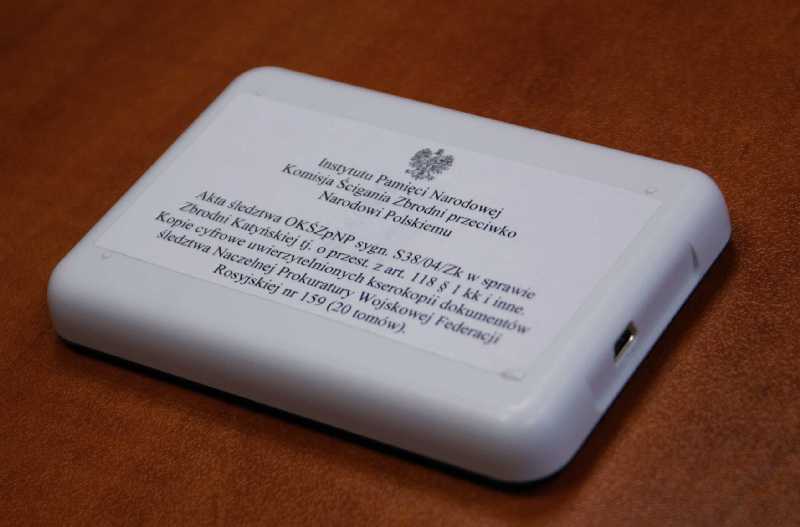 Instytutu Pamięci Narodowej
Komisja Ścigania Zbrodni przeciwko
Narodowi Polskiemu
Akta śledztwa OKŚZpNP sygn. S38/04/Zk w sprawie
Zbrodni Katyńskiej tj. o przest. z art. 118 § 1 kk i inne.
Kopie cyfrowe uwierzytelnionych kserokopii dokumentów
śledztwa Naczelnej Prokuratury Wojskowej Federacji
Rosyjskiej nr 159 (20 tomów).